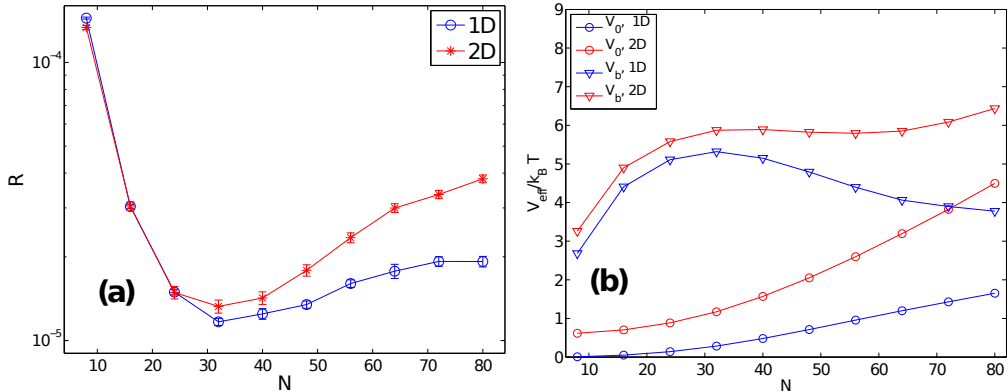 10^-4
10^-5
R
1D
2D
(a)
10 20 30 40 50 60 70 80
N
9
8
7
6
5
4
3
2
1
0
V_eff/k_B T
V_0, 1D
V_0, 2D
V_b, 1D
V_b, 2D
(b)
10 20 30 40 50 60 70 80
N